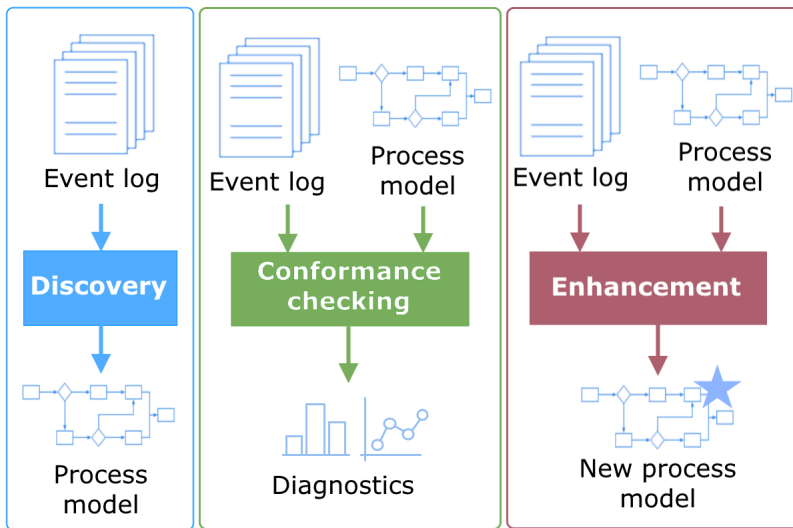 Event log
Discovery
Process
model
Event log
Process
model
Conformance
checking
Diagnostics
Event log
Process
model
Enhancement
New process
model